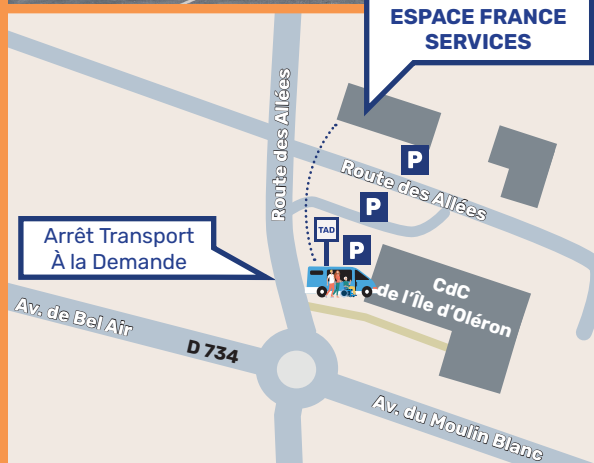 ESPACE FRANCE
SERVICES
Route des Allées
P
Route des Allées
P
TAD
P
Arrêt Transport
À la Demande
CdC
de l'Île d'Oléron
Av. de Bel Air
D 734
Av. du Moulin Blanc